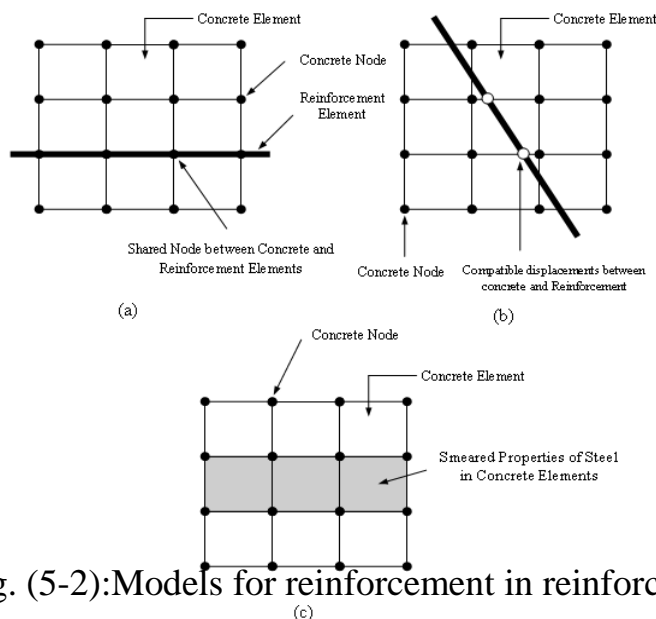 Concrete Element
Concrete Node
Reinforcement
Element
Shared Node between Concrete and
Reinforcement Elements
(a)
Concrete Element
Concrete Node
Compatible displacements between
concrete and Reinforcement
(b)
Concrete Node
Concrete Element
Smeared Properties of Steel
in Concrete Elements
g. (5-2):Models for reinforcement in reinforc
(c)